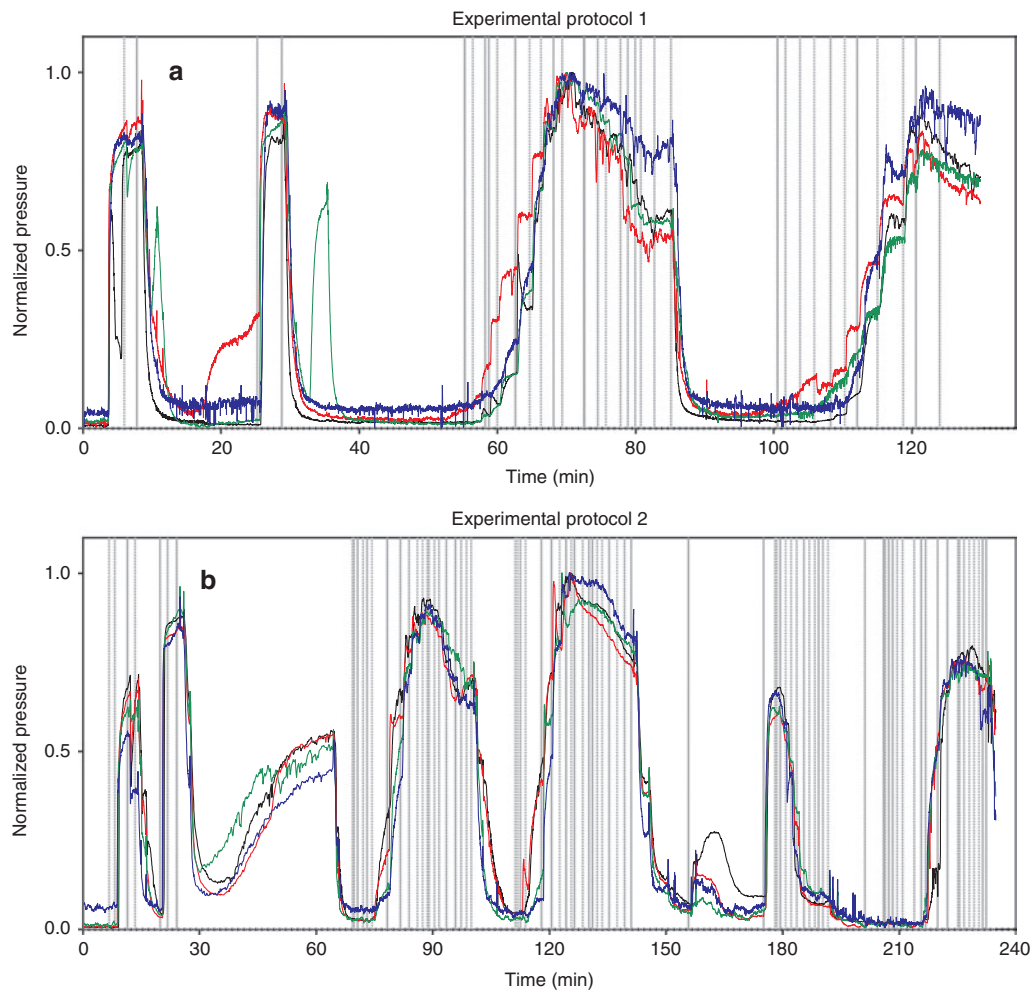 Experimental protocol 1
a
1.0
0.5
0.0
Normalized pressure
0 20 40 60 80 100 120
Time (min)
Experimental protocol 2
b
1.0
0.5
0.0
Normalized pressure
0 30 60 90 120 150 180 210 240
Time (min)